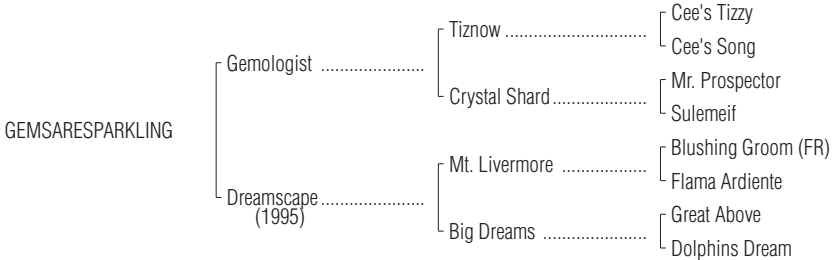 Cee's Tizzy
Tiznow ..............................
Cee's Song
Gemologist ......................
Mr. Prospector
Crystal Shard ....................
Sulemeif
GEMSARESPARKLING
Blushing Groom (FR)
Mt. Livermore ..................
Flama Ardiente
Dreamscape ......................
(1995)
Great Above
Big Dreams ......................
Dolphins Dream